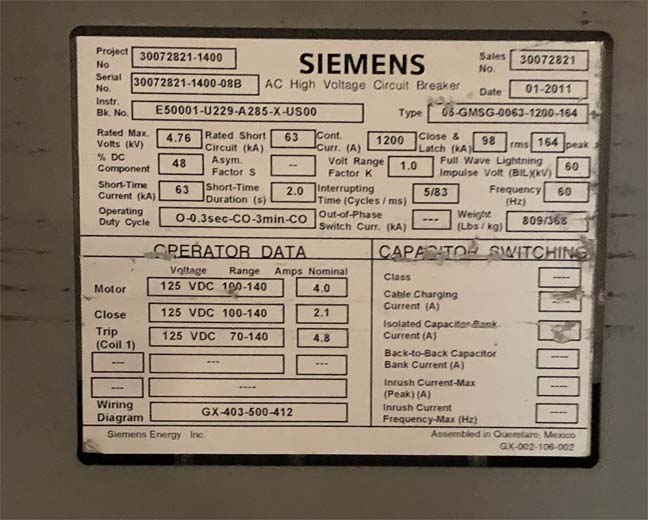 Project No 30072821-1400 SIEMENS Sales No. 30072821
Serial No. 30072821-1400-08B AC High Voltage Circuit Breaker Date 01-2011
Instr. Bk. No. E50001-U229-A285-X-US00 Type 05-GMSG-0063-1200-164
Rated Max. Volts (kV) 4.76 Rated Short Circuit (kA) 63 Cont. Curr. (A) 1200 Close & Latch (kA) 98 rms 164 peak
% DC Component 48 Asym. Factor S -- Volt Range Factor K 1.0 Full Wave Lightning Impulse Volt (BIL)(kV) 60
Short-Time Current (kA) 63 Short-Time Duration (s) 2.0 Interrupting Time (Cycles / ms) 5/83 Frequency (Hz) 60
Operating Duty Cycle O-0.3sec-CO-3min-CO Out-of-Phase Switch Curr. (kA) --- Weight (Lbs / kg) 809/368
OPERATOR DATA
Voltage Range Amps Nominal
Motor 125 VDC 100-140 4.0
Close 125 VDC 100-140 2.1
Trip (Coil 1) 125 VDC 70-140 4.8
--- --- ---
--- ----
Wiring Diagram GX-403-500-412
CAPACITOR SWITCHING
Class ----
Cable Charging Current (A) ----
Isolated Capacitor Bank Current (A)
Back-to-Back Capacitor Bank Current (A) ----
Inrush Current-Max (Peak) (A) ----
Inrush Current Frequency-Max (Hz) ----
Siemens Energy Inc. Assembled in Queretaro, Mexico
GX-002-106-002